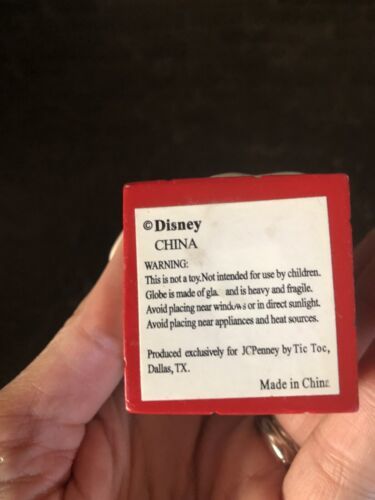 ©Disney
CHINA
WARNING:
This is not a toy.Not intended for use by children.
Globe is made of gla and is heavy and fragile.
Avoid placing near windows or in direct sunlight.
Avoid placing near appliances and heat sources.
Produced exclusively for JCPenney by Tic Toc,
Dallas, TX.
Made in China